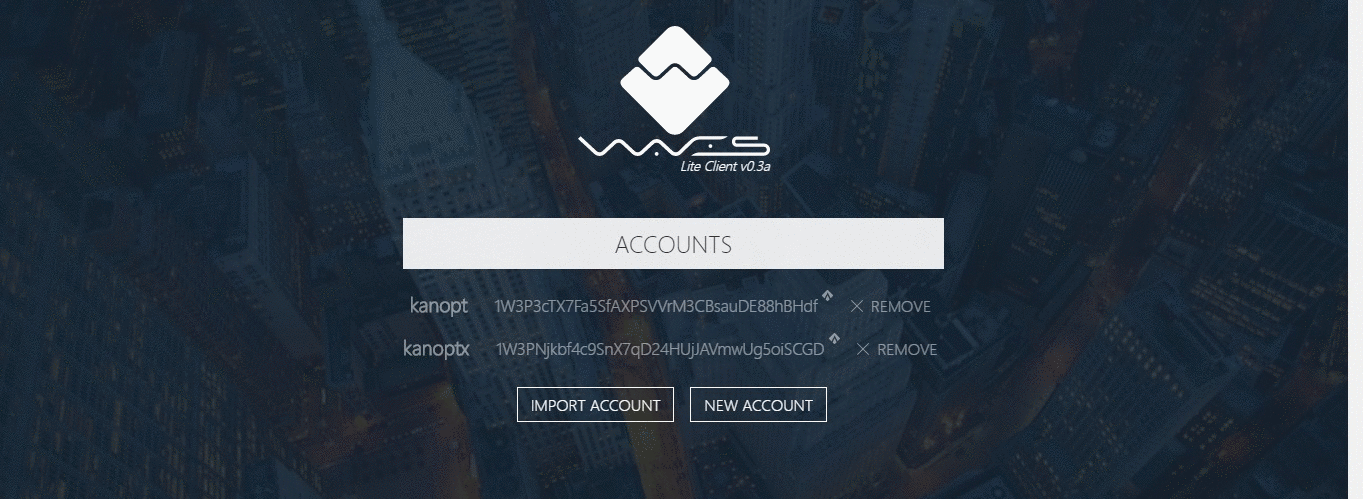 WAVES
Lite Client v0.3a
ACCOUNTS
kanopt 1W3P3cTX7Fa5SfAXPSVVrM3CBsauDE88hBHdf REMOVE
kanoptx 1W3PNjkbf4c9SnX7qD24HUjJAVmwUg5oiSCGD REMOVE
IMPORT ACCOUNT NEW ACCOUNT